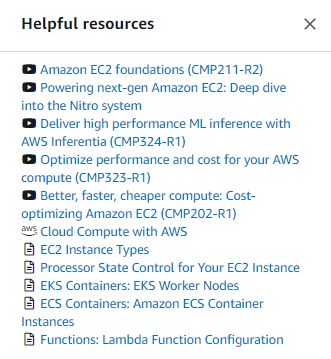 Helpful resources
Amazon EC2 foundations (CMP211-R2)
Powering next-gen Amazon EC2: Deep dive
into the Nitro system
Deliver high performance ML inference with
AWS Inferentia (CMP324-R1)
Optimize performance and cost for your AWS
compute (CMP323-R1)
Better, faster, cheaper compute: Cost-
optimizing Amazon EC2 (CMP202-R1)
aws Cloud Compute with AWS
EC2 Instance Types
Processor State Control for Your EC2 Instance
EKS Containers: EKS Worker Nodes
ECS Containers: Amazon ECS Container
Instances
Functions: Lambda Function Configuration